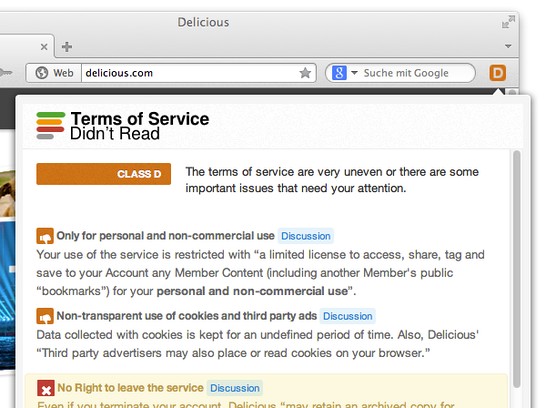 Delicious
Web delicious.com
Suche mit Google
D
Terms of Service
Didn't Read
CLASS D
The terms of service are very uneven or there are some
important issues that need your attention.
Only for personal and non-commercial use Discussion
Your use of the service is restricted with “a limited license to access, share, tag and
save to your Account any Member Content (including another Member's public
“bookmarks”) for your personal and non-commercial use”.
Non-transparent use of cookies and third party ads Discussion
Data collected with cookies is kept for an undefined period of time. Also, Delicious'
“Third party advertisers may also place or read cookies on your browser.”
No Right to leave the service Discussion
Even if you terminate your account, Delicious “may retain an archived copy for